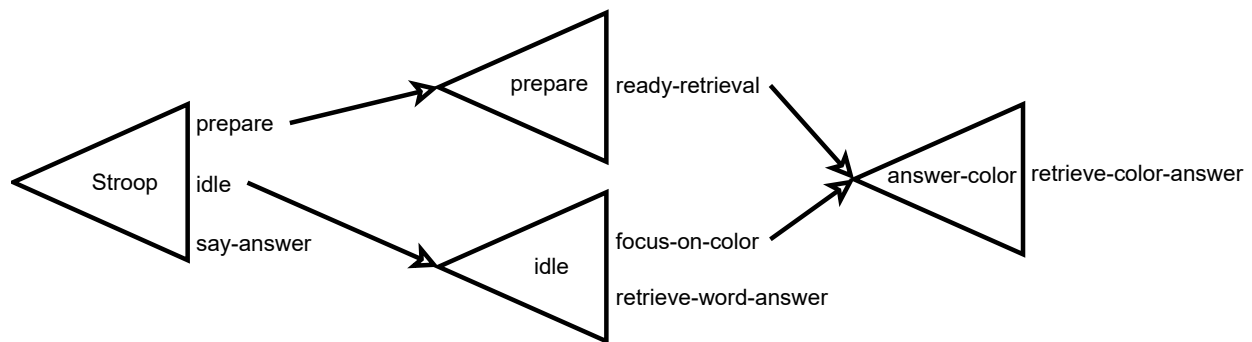 Stroop
prepare
idle
say-answer
prepare
ready-retrieval
idle
focus-on-color
retrieve-word-answer
answer-color
retrieve-color-answer